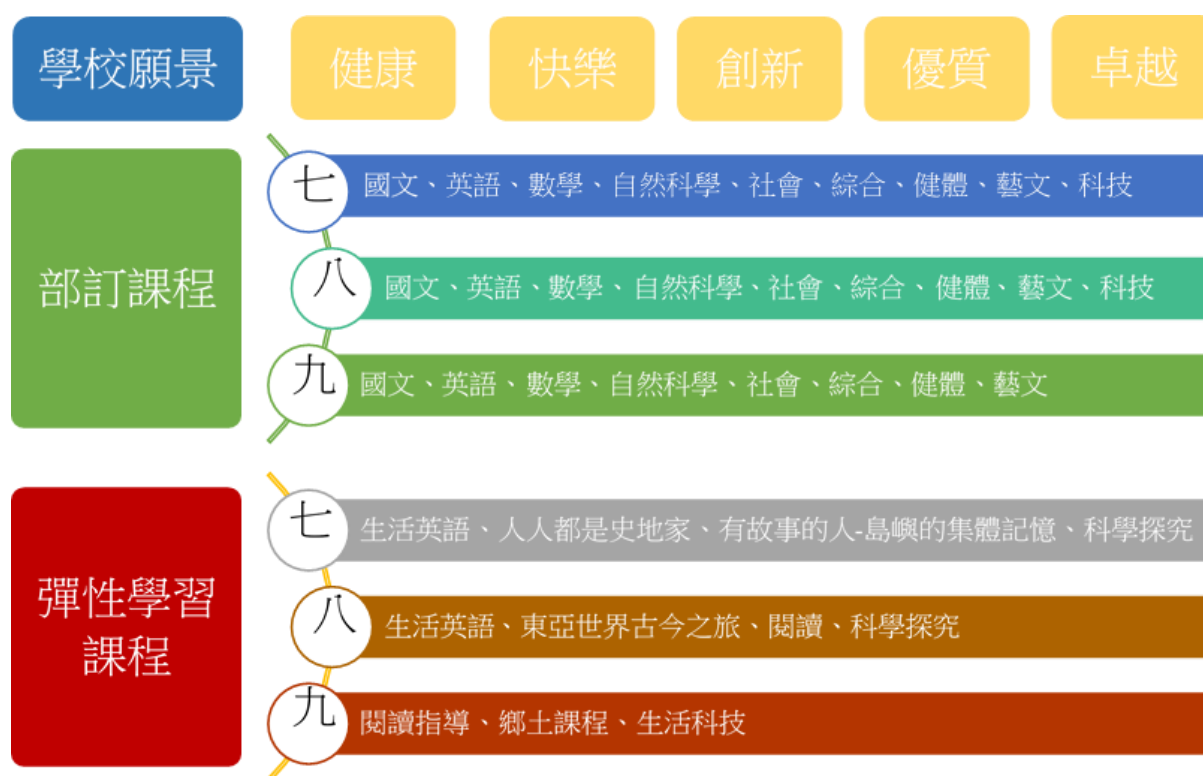 學校願景
健康
快樂
創新
優質
卓越
部訂課程
七
國文、英語、數學、自然科學、社會、綜合、健體、藝文、科技
八
國文、英語、數學、自然科學、社會、綜合、健體、藝文、科技
九
國文、英語、數學、自然科學、社會、綜合、健體、藝文
彈性學習
課程
七
生活英語、人人都是史地家、有故事的人-島嶼的集體記憶、科學探究
八
生活英語、東亞世界古今之旅、閱讀、科學探究
九
閱讀指導、鄉土課程、生活科技